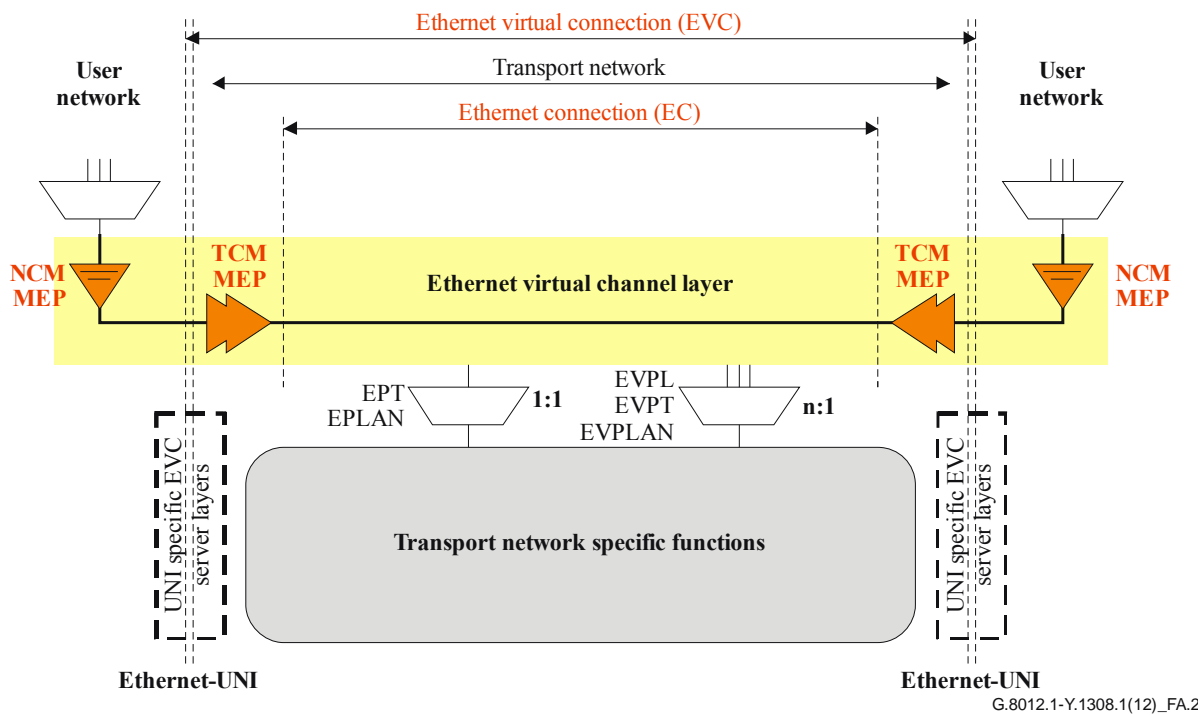 Ethernet virtual connection (EVC)
User
network
Transport network
User
network
Ethernet connection (EC)
NCM
MEP
TCM
MEP
Ethernet virtual channel layer
TCM
MEP
NCM
MEP
EPT
EPLAN
1:1
EVPL
EVPT
EVPLAN
n:1
UNI specific EVC
server layers
Transport network specific functions
UNI specific EVC
server layers
Ethernet-UNI
Ethernet-UNI
G.8012.1-Y.1308.1(12)_FA.2